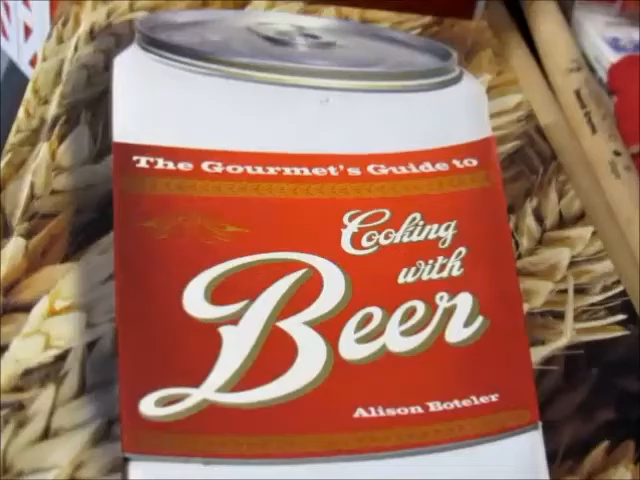 The Gourmet's Guide to
Cooking
with
Beer
Alison Boteler